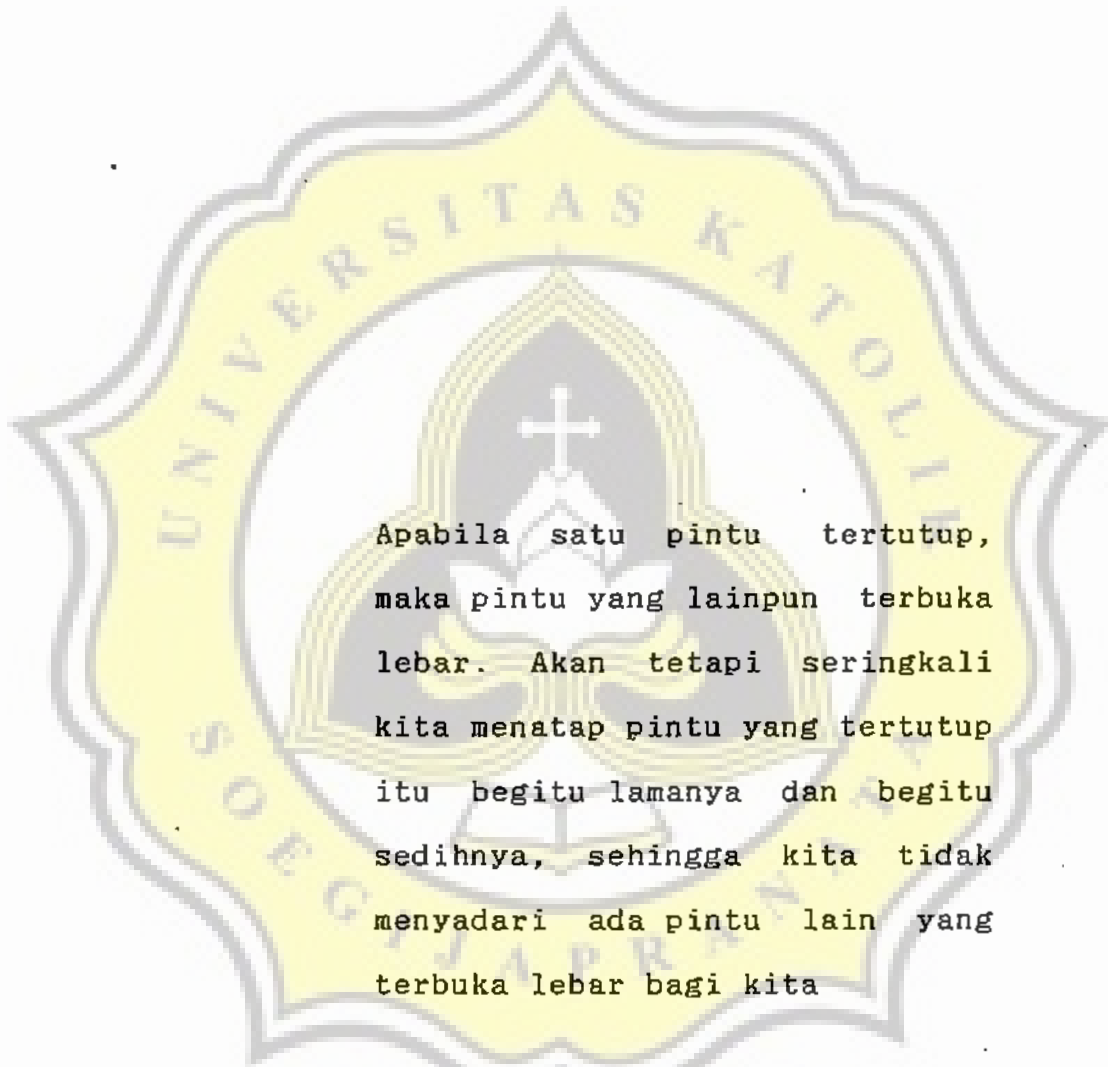 UNIVERSITAS KATOLIK
Apabila satu pintu tertutup,
maka pintu yang lainpun terbuka
lebar. Akan tetapi seringkali
kita menatap pintu yang tertutup
itu begitu lamanya dan begitu
sedihnya, sehingga kita tidak
menyadari ada pintu lain yang
terbuka lebar bagi kita
SOEGIJAPRANATA